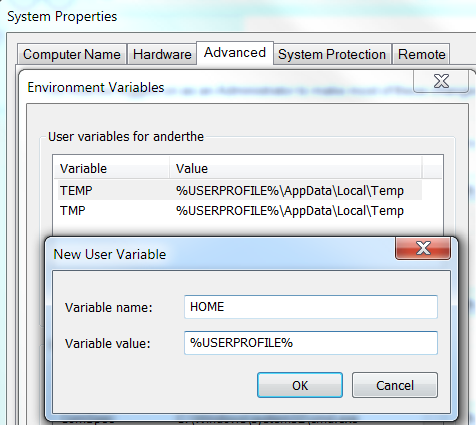 System Properties
Computer Name Hardware Advanced System Protection Remote
Environment Variables
User variables for anderthe
Variable Value
TEMP %USERPROFILE%\AppData\Local\Temp
TMP %USERPROFILE%\AppData\Local\Temp
New User Variable
Variable name: HOME
Variable value: %USERPROFILE%
OK Cancel